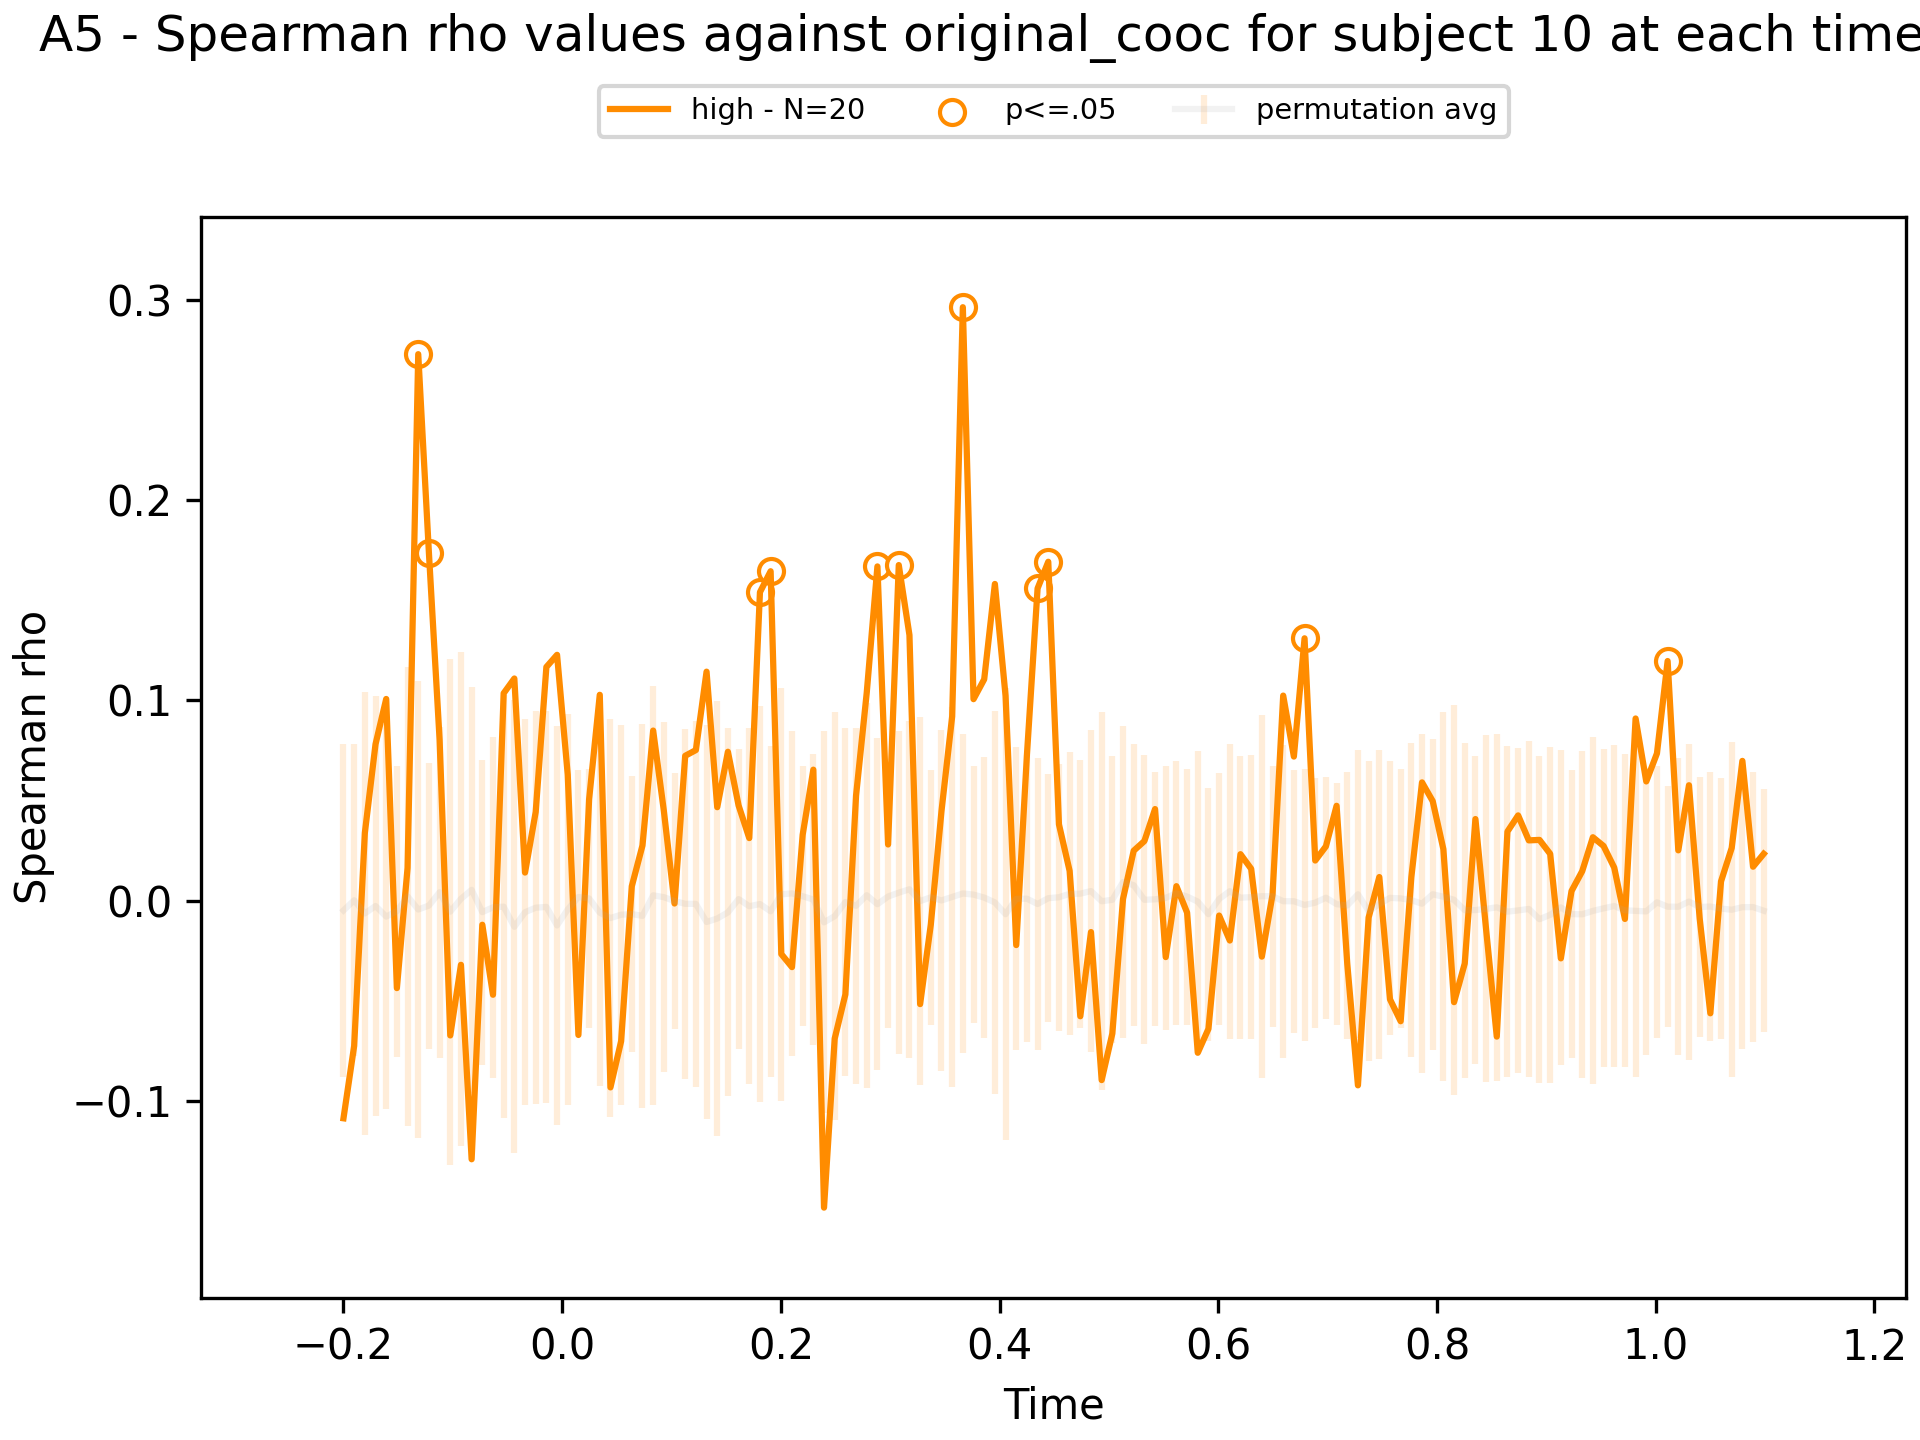 A5 - Spearman rho values against original_cooc for subject 10 at each time
high - N=20 p<=.05 permutation avg
0.3
0.2
0.1
0.0
−0.1
Spearman rho
−0.2 0.0 0.2 0.4 0.6 0.8 1.0 1.2
Time